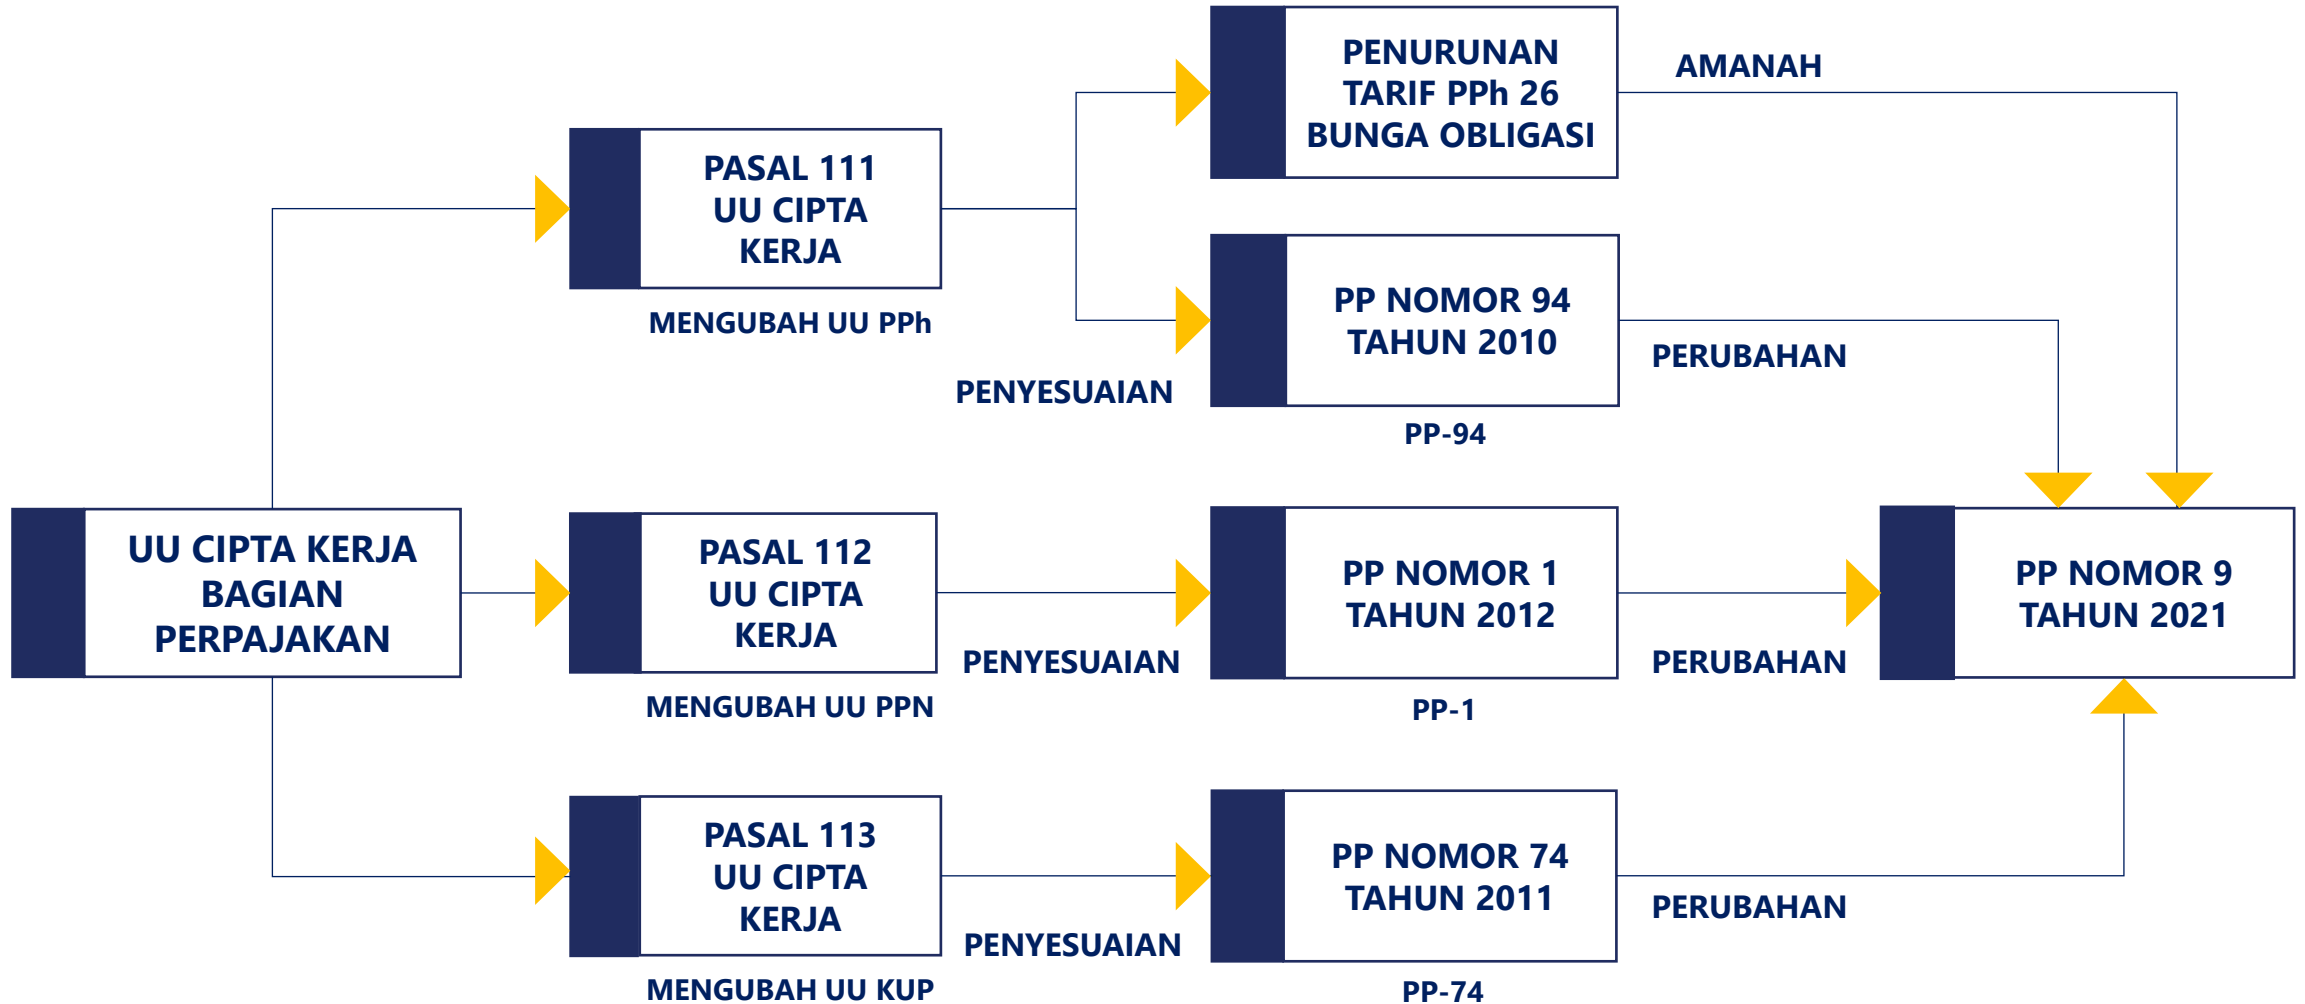 PENURUNAN
TARIF PPh 26
BUNGA OBLIGASI
AMANAH
PASAL 111
UU CIPTA
KERJA
MENGUBAH UU PPh
PP NOMOR 94
TAHUN 2010
PENYESUAIAN
PERUBAHAN
PP-94
UU CIPTA KERJA
BAGIAN
PERPAJAKAN
PASAL 112
UU CIPTA
KERJA
MENGUBAH UU PPN
PENYESUAIAN
PP NOMOR 1
TAHUN 2012
PP-1
PERUBAHAN
PP NOMOR 9
TAHUN 2021
PASAL 113
UU CIPTA
KERJA
MENGUBAH UU KUP
PENYESUAIAN
PP NOMOR 74
TAHUN 2011
PP-74
PERUBAHAN